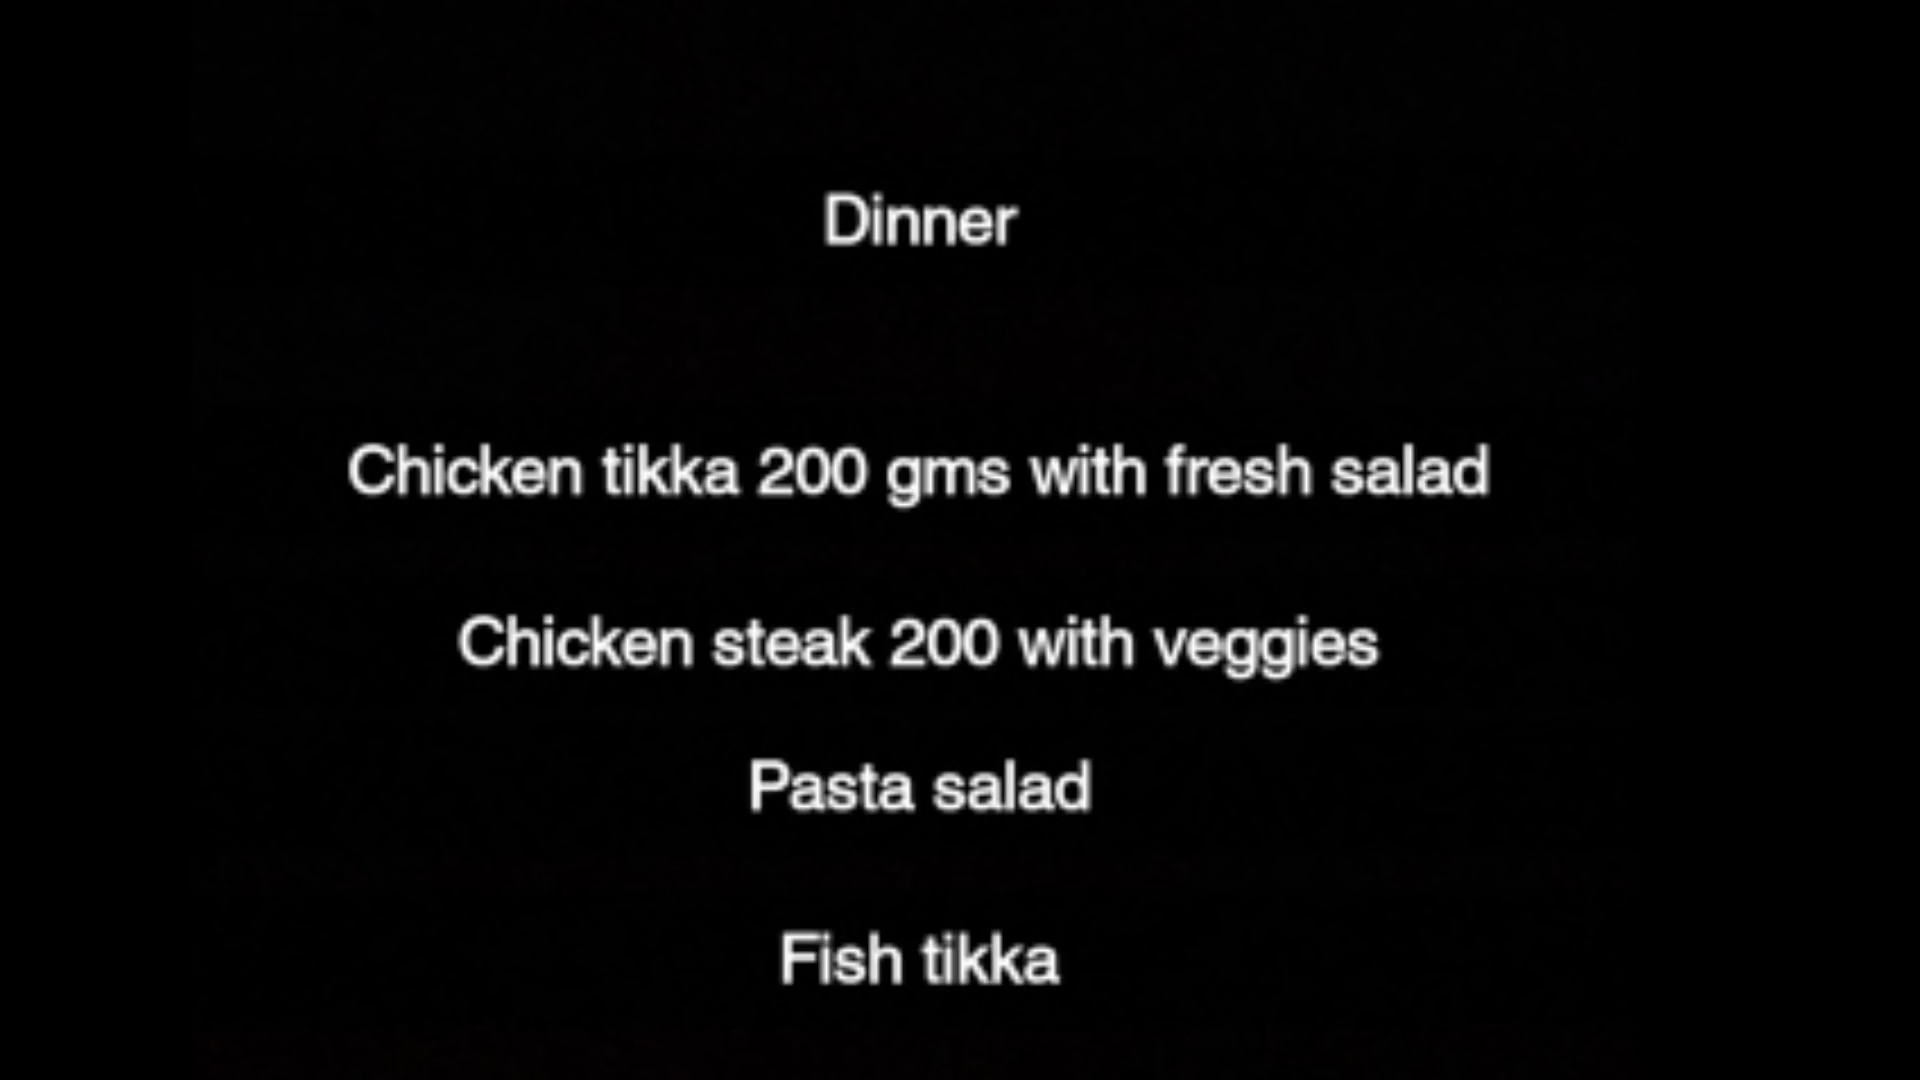 Dinner
Chicken tikka 200 gms with fresh salad
Chicken steak 200 with veggies
Pasta salad
Fish tikka